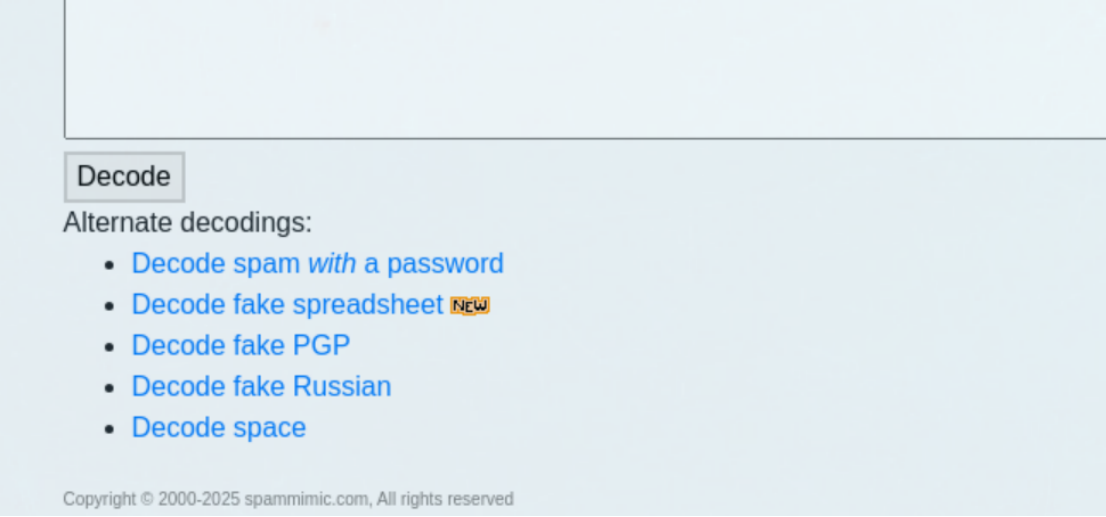 Decode
Alternate decodings:
Decode spam with a password
Decode fake spreadsheet NEW
Decode fake PGP
Decode fake Russian
Decode space
Copyright © 2000-2025 spammimic.com, All rights reserved